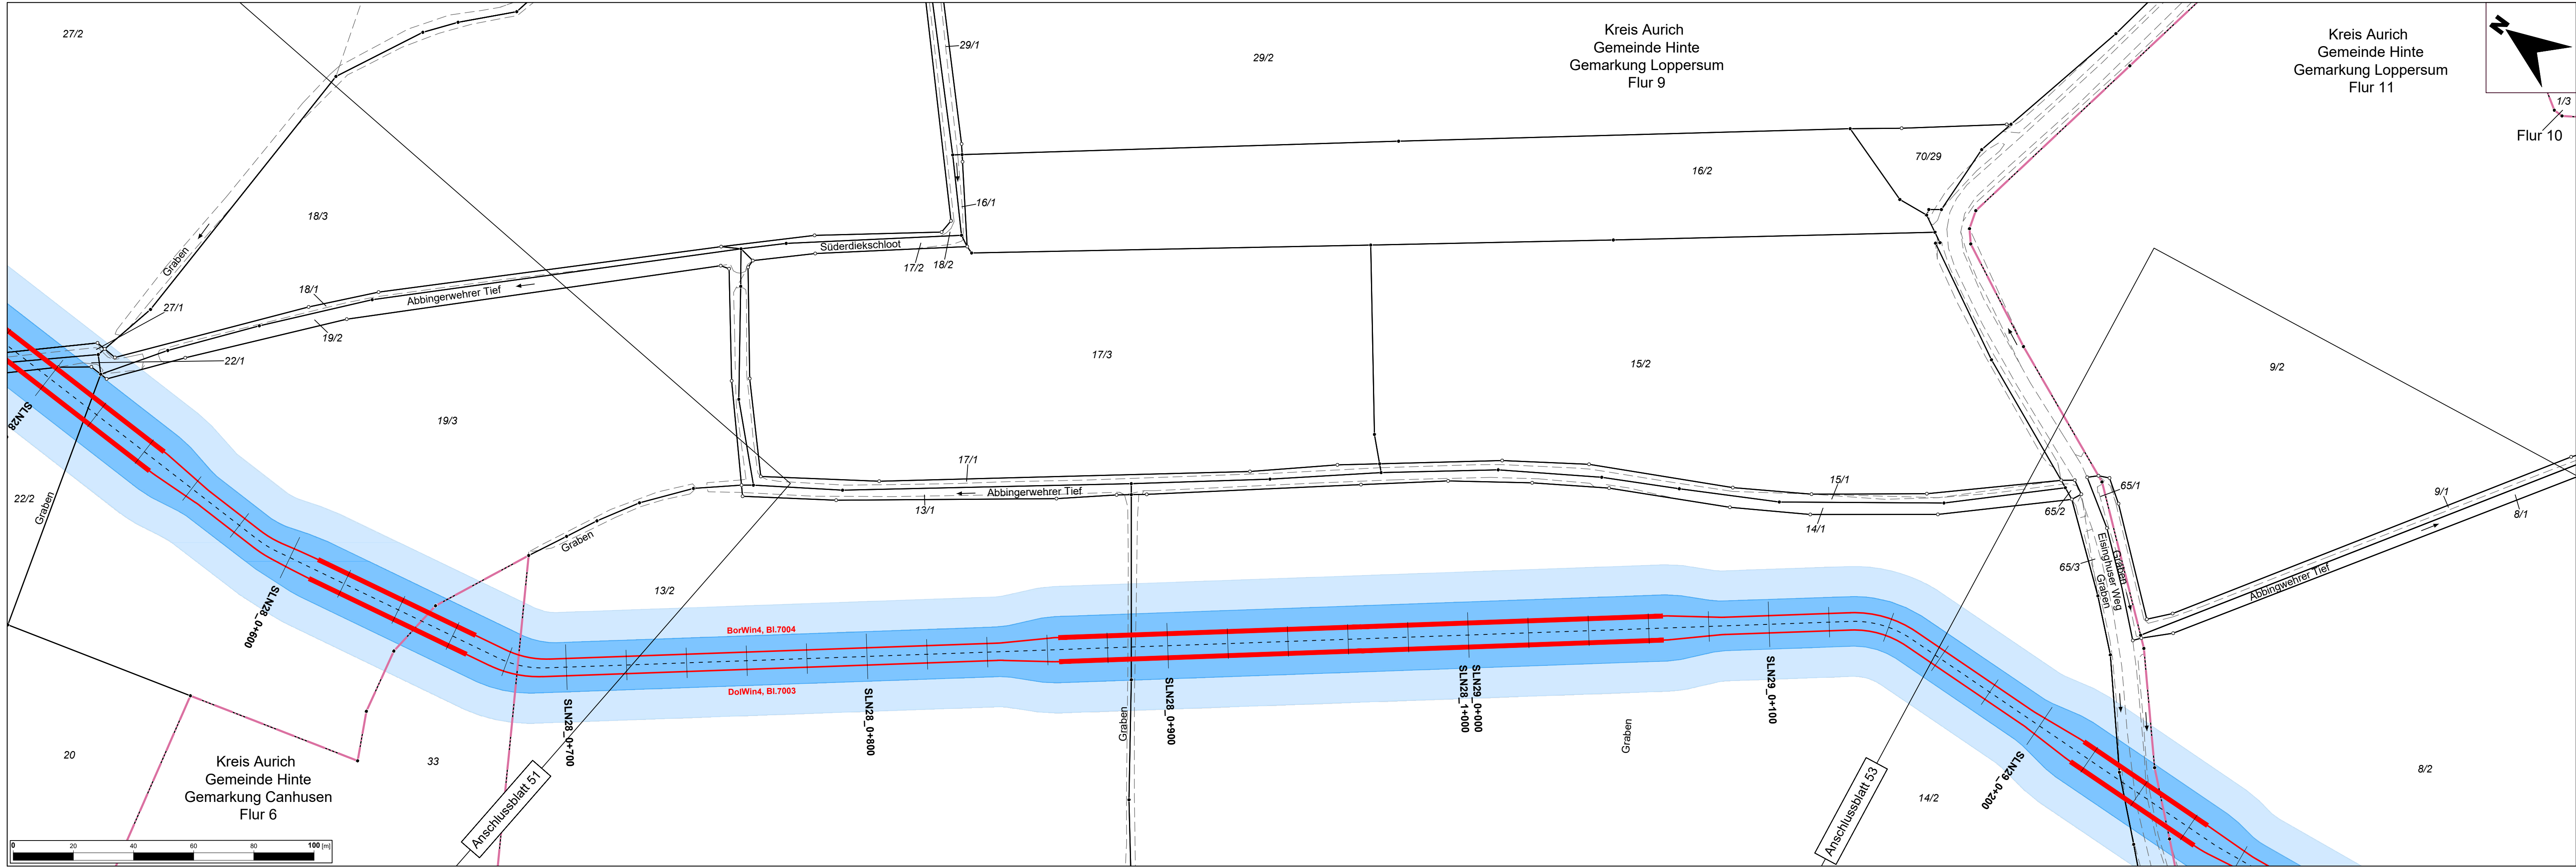 27/2
29/1
29/2
Kreis Aurich
Gemeinde Hinte
Gemarkung Loppersum
Flur 9
Kreis Aurich
Gemeinde Hinte
Gemarkung Loppersum
Flur 11
N
1/3
Flur 10
70/29
16/2
16/1
18/3
Graben
Süderdiekschloot
17/2
18/2
18/1
Abbingerwehrer Tief
27/1
19/2
22/1
17/3
15/2
9/2
SLN28
19/3
22/2
Graben
17/1
Abbingerwehrer Tief
13/1
15/1
14/1
65/2
65/1
9/1
8/1
Graben
65/3
Eisinghuser Weg
Graben
Graben
Abbingwehrer Tief
13/2
SLN28_0+600
BorWin4, Bl.7004
DolWin4, Bl.7003
SLN28_0+700
SLN28_0+800
SLN28_0+900
SLN29_0+000
SLN28_1+000
SLN29_0+100
SLN29_0+200
Graben
Graben
20
33
Kreis Aurich
Gemeinde Hinte
Gemarkung Canhusen
Flur 6
Anschlussblatt 51
Anschlussblatt 53
14/2
8/2
0 20 40 60 80 100 [m]